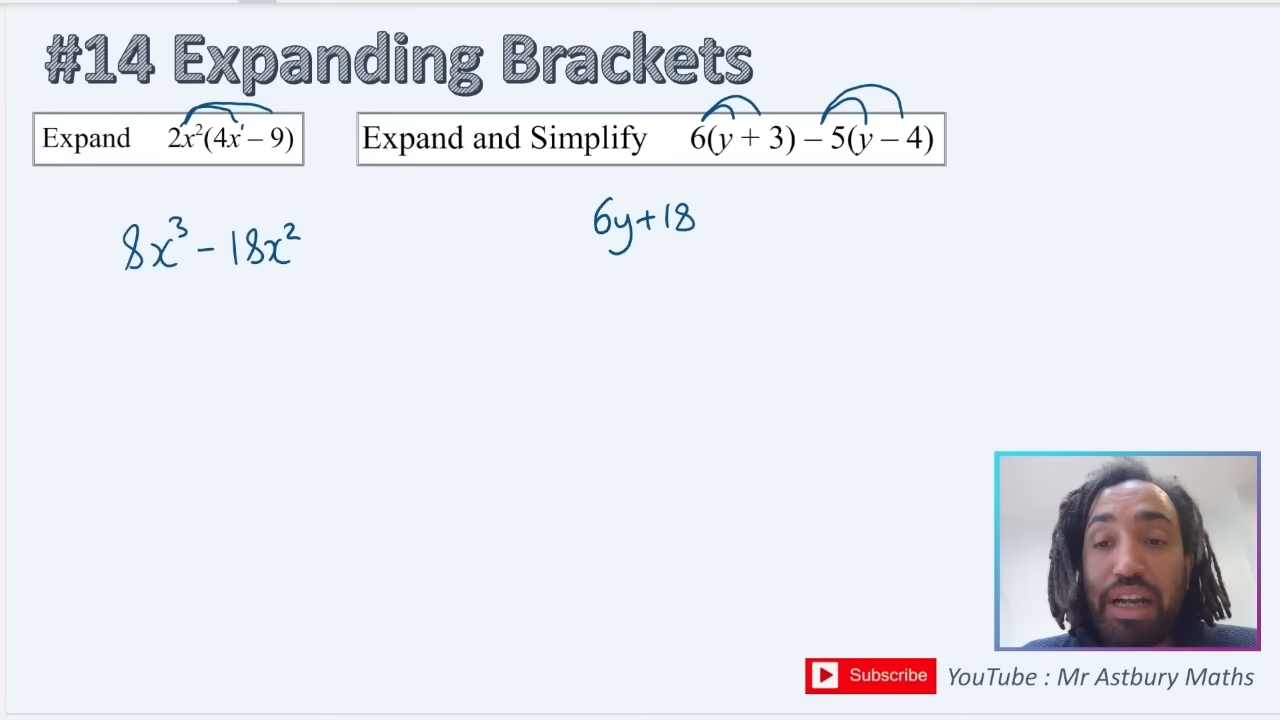 #14 Expanding Brackets
Expand 2x²(4x¹ – 9)
Expand and Simplify 6(y + 3) – 5(y – 4)
8x³ - 18x²
6y+18
Subscribe
YouTube : Mr Astbury Maths